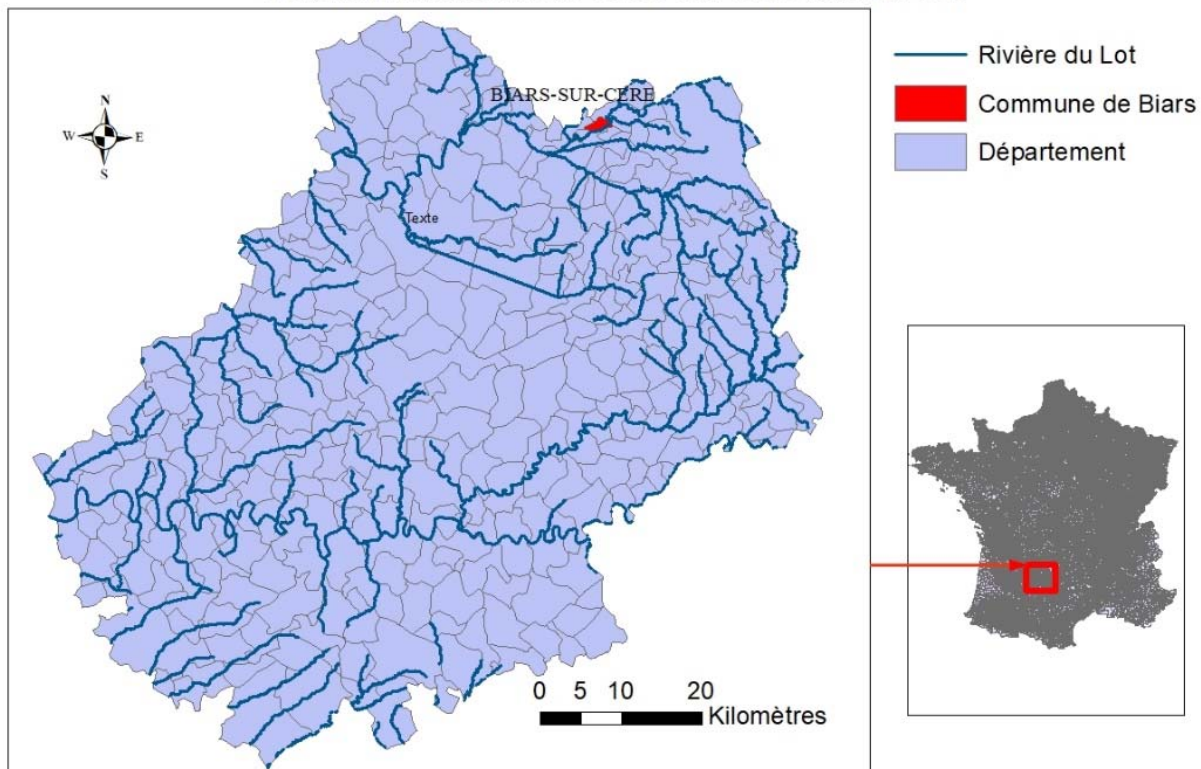 Rivière du Lot
Commune de Biars
Département
N
W E
S
BIARS-SUR-CERE
Texte
0 5 10 20
Kilomètres